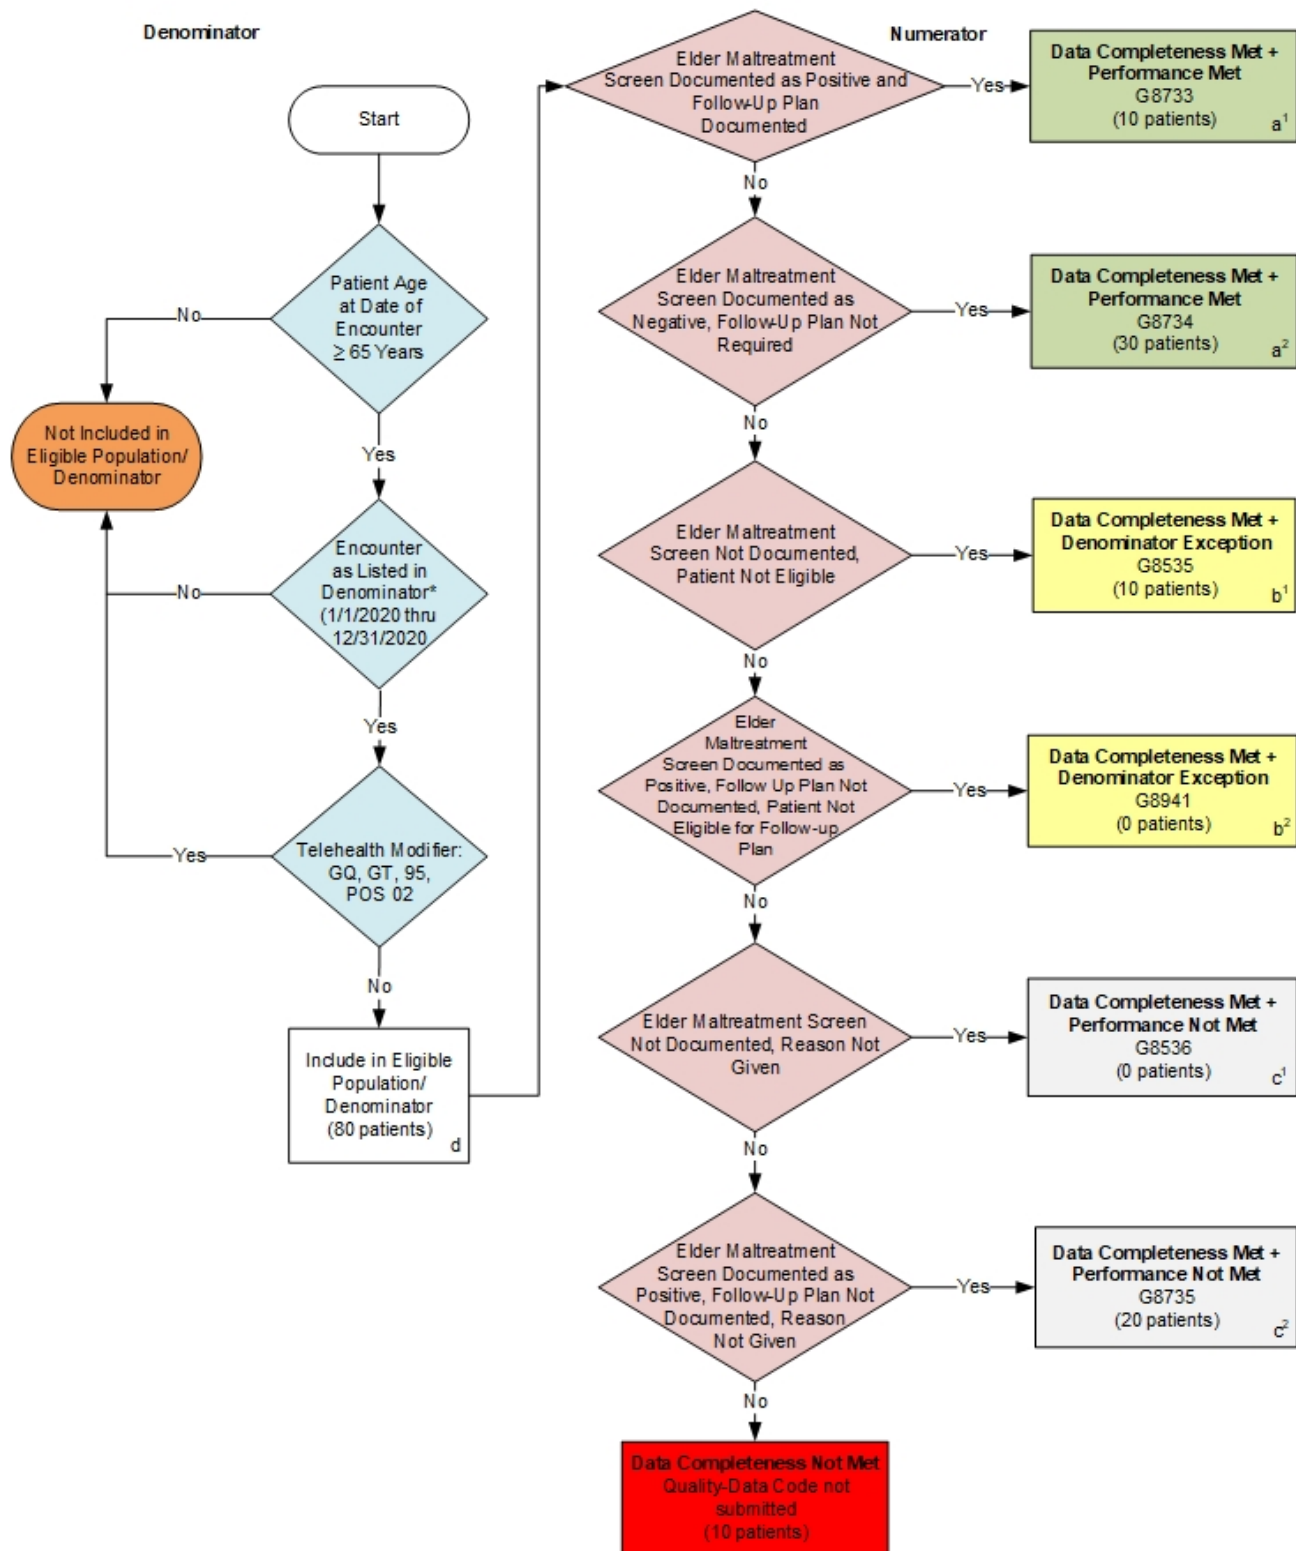 Denominator
Start
Patient Age
at Date of
Encounter
≥ 65 Years
No
Not Included in
Eligible Population/
Denominator
Yes
Encounter
as Listed in
Denominator*
(1/1/2020 thru
12/31/2020
No
Yes
Telehealth Modifier:
GQ, GT, 95,
POS 02
Yes
No
Include in Eligible
Population/
Denominator
(80 patients)
d
Numerator
Elder Maltreatment
Screen Documented as Positive and
Follow-Up Plan
Documented
Yes
Data Completeness Met +
Performance Met
G8733
(10 patients)
a¹
No
Elder Maltreatment
Screen Documented as
Negative, Follow-Up Plan Not
Required
Yes
Data Completeness Met +
Performance Met
G8734
(30 patients)
a²
No
Elder Maltreatment
Screen Not Documented,
Patient Not Eligible
Yes
Data Completeness Met +
Denominator Exception
G8535
(10 patients)
b¹
No
Elder
Maltreatment
Screen Documented as
Positive, Follow Up Plan Not
Documented, Patient Not
Eligible for Follow-up
Plan
Yes
Data Completeness Met +
Denominator Exception
G8941
(0 patients)
b²
No
Elder Maltreatment Screen
Not Documented, Reason Not
Given
Yes
Data Completeness Met +
Performance Not Met
G8536
(0 patients)
c¹
No
Elder Maltreatment
Screen Documented as
Positive, Follow-Up Plan Not
Documented, Reason
Not Given
Yes
Data Completeness Met +
Performance Not Met
G8735
(20 patients)
c²
No
Data Completeness Not Met
Quality-Data Code not
submitted
(10 patients)